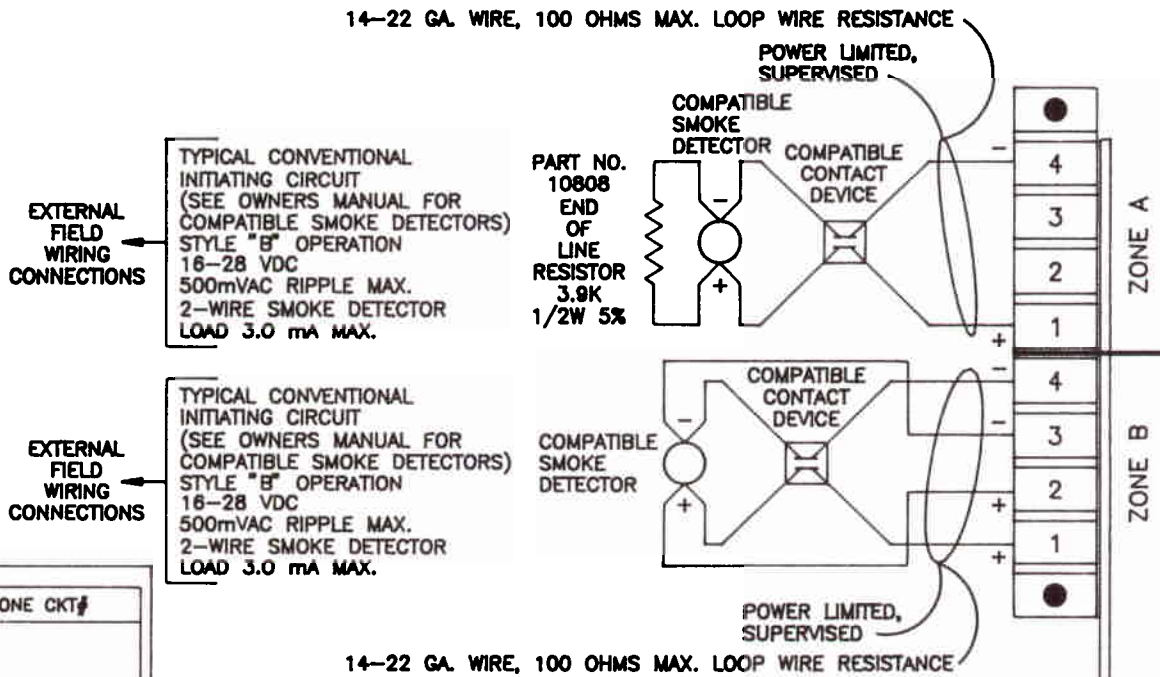 14–22 GA. WIRE, 100 OHMS MAX. LOOP WIRE RESISTANCE
POWER LIMITED,
SUPERVISED
COMPATIBLE
SMOKE
DETECTOR
COMPATIBLE
CONTACT
DEVICE
EXTERNAL
FIELD
WIRING
CONNECTIONS
TYPICAL CONVENTIONAL
INITIATING CIRCUIT
(SEE OWNERS MANUAL FOR
COMPATIBLE SMOKE DETECTORS)
STYLE "B" OPERATION
16–28 VDC
500mVAC RIPPLE MAX.
2–WIRE SMOKE DETECTOR
LOAD 3.0 mA MAX.
PART NO.
10808
END
OF
LINE
RESISTOR
3.9K
1/2W 5%
–
+
–
4
3
2
1
+
ZONE A
EXTERNAL
FIELD
WIRING
CONNECTIONS
TYPICAL CONVENTIONAL
INITIATING CIRCUIT
(SEE OWNERS MANUAL FOR
COMPATIBLE SMOKE DETECTORS)
STYLE "B" OPERATION
16–28 VDC
500mVAC RIPPLE MAX.
2–WIRE SMOKE DETECTOR
LOAD 3.0 mA MAX.
COMPATIBLE
SMOKE
DETECTOR
COMPATIBLE
CONTACT
DEVICE
–
+
–
–
4
3
2
1
+
+
ZONE B
ONE CKT#
POWER LIMITED,
SUPERVISED
14–22 GA. WIRE, 100 OHMS MAX. LOOP WIRE RESISTANCE